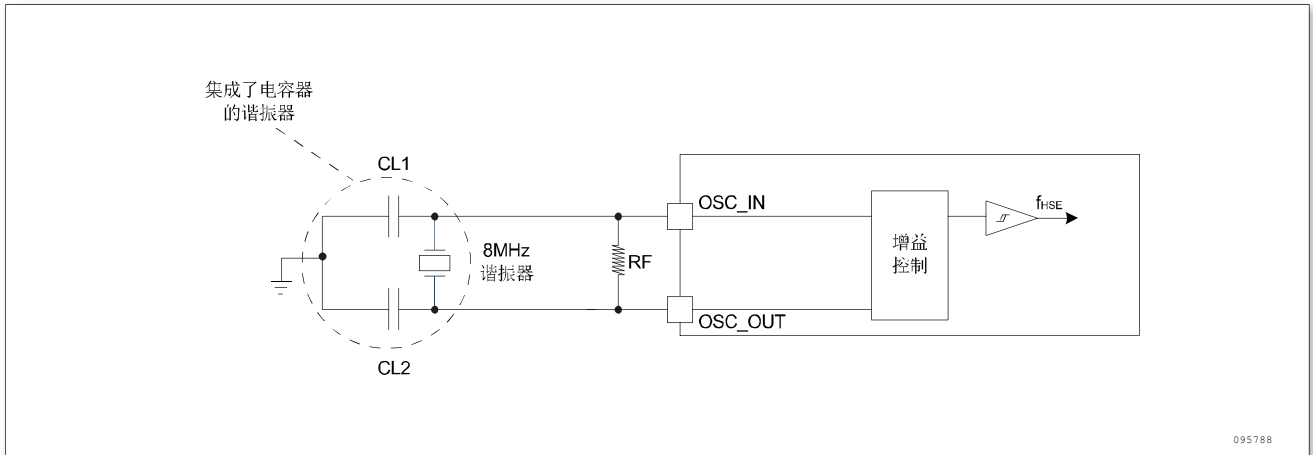 集成了电容器
的谐振器
CL1
8MHz
谐振器
CL2
RF
OSC_IN
OSC_OUT
增益
控制
fHSE
095788